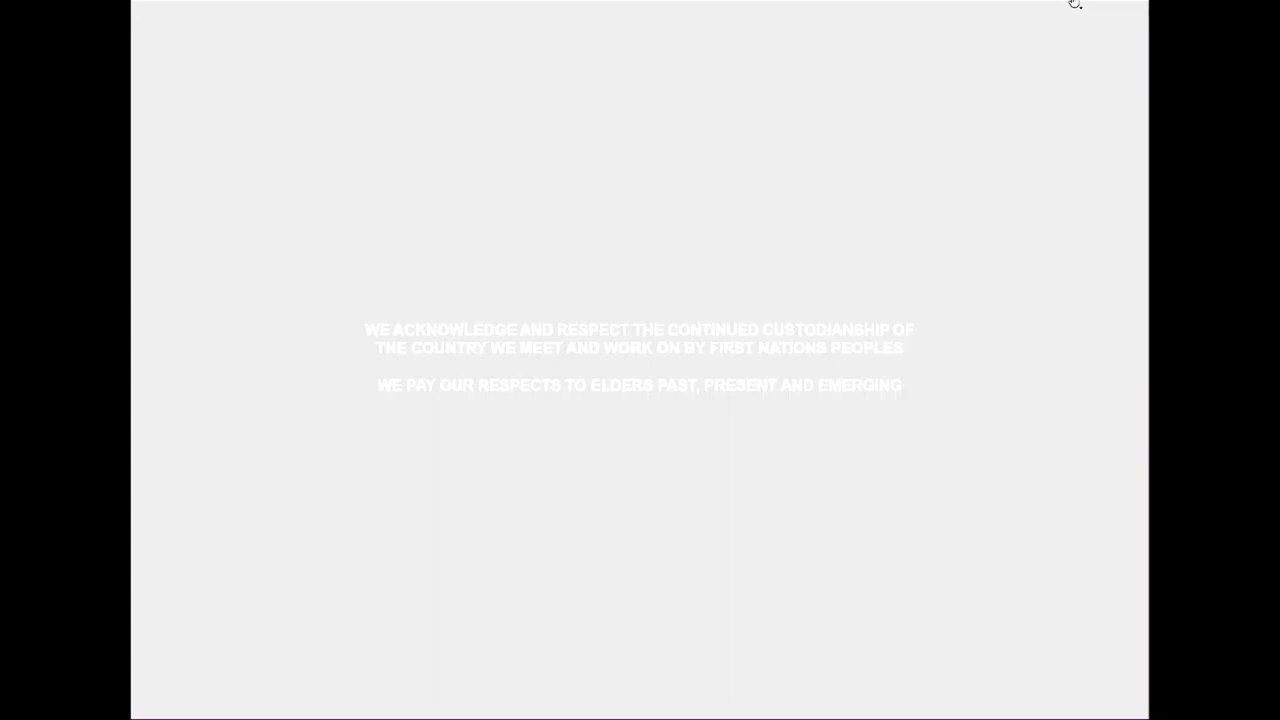 WE ACKNOWLEDGE AND RESPECT THE CONTINUED CUSTODIANSHIP OF
THE COUNTRY WE MEET AND WORK ON BY FIRST NATIONS PEOPLES
WE PAY OUR RESPECTS TO ELDERS PAST, PRESENT AND EMERGING